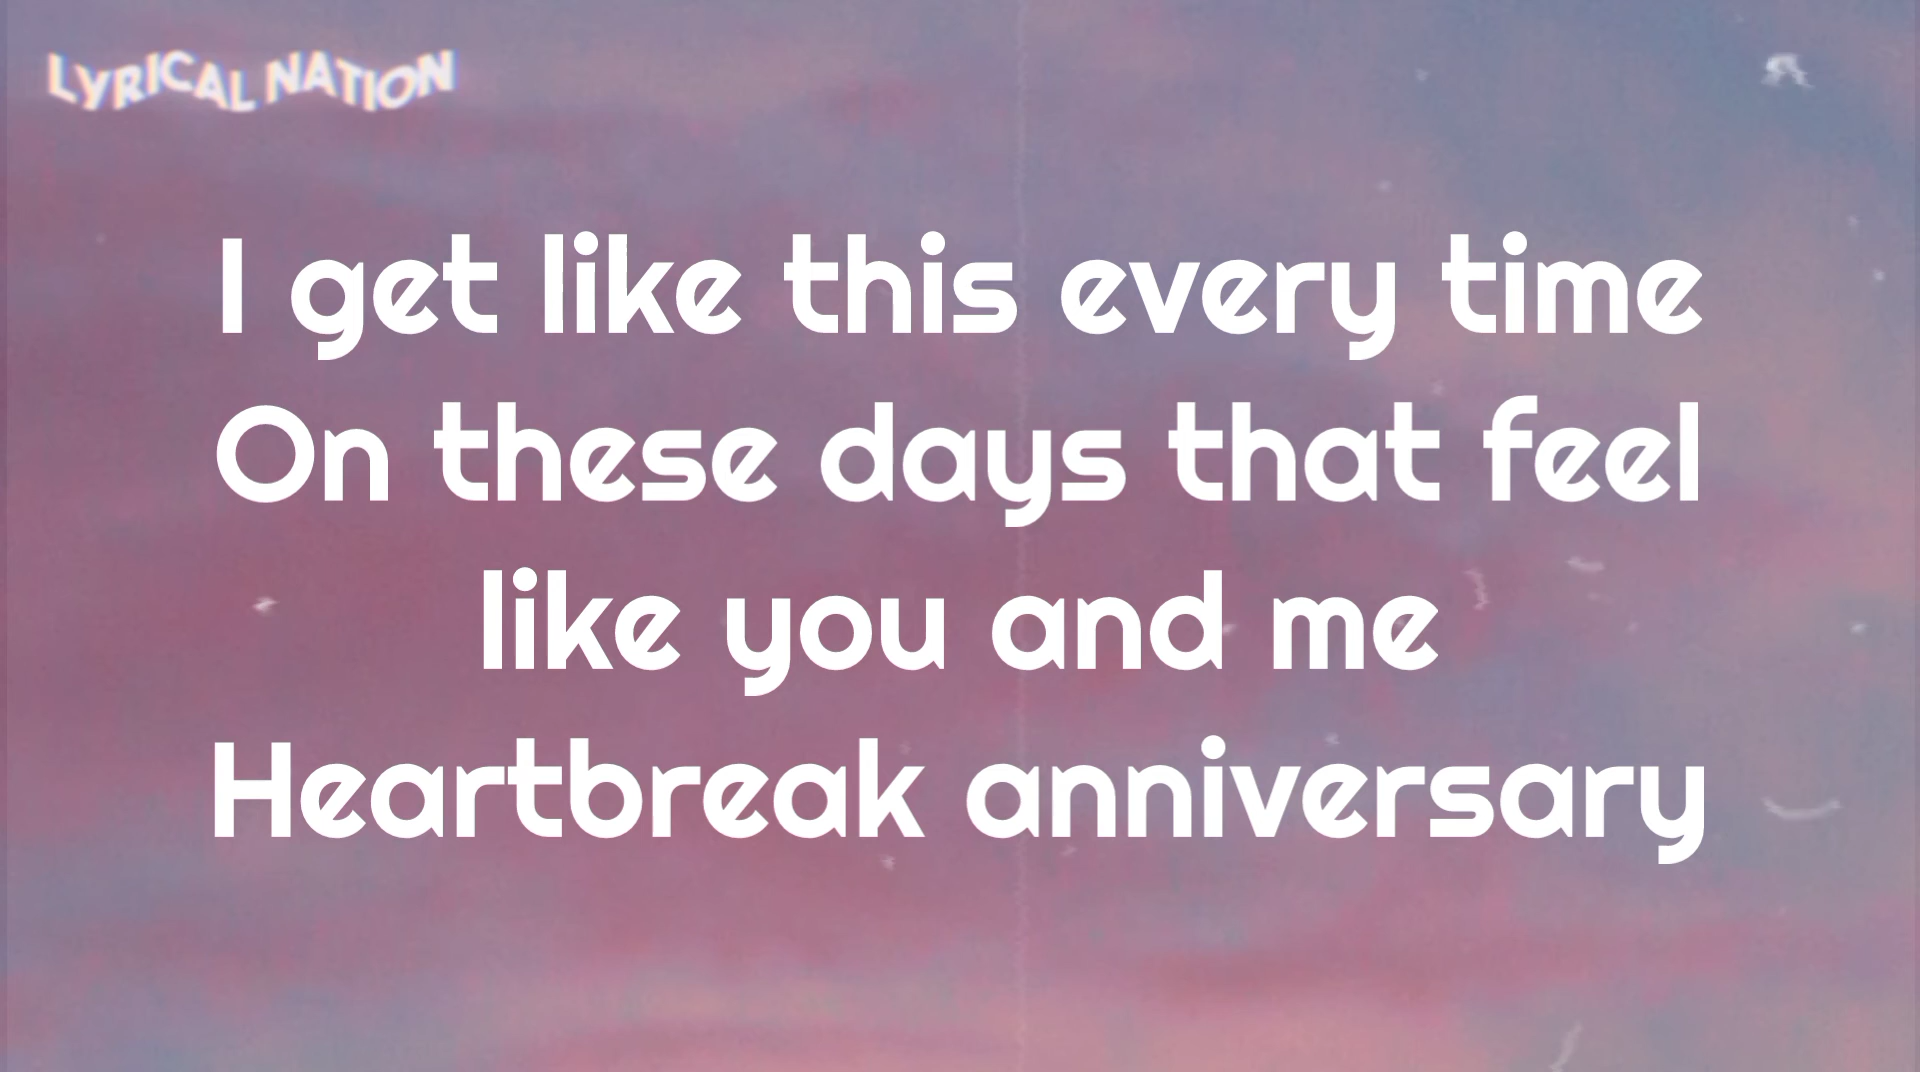 LYRICAL NATION
I get like this every time
On these days that feel
like you and me
Heartbreak anniversary